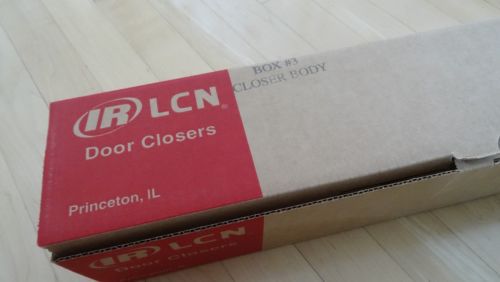 BOX #3
CLOSER BODY
IR LCN®
Door Closers
Princeton, IL
IR LCN
Door Closers